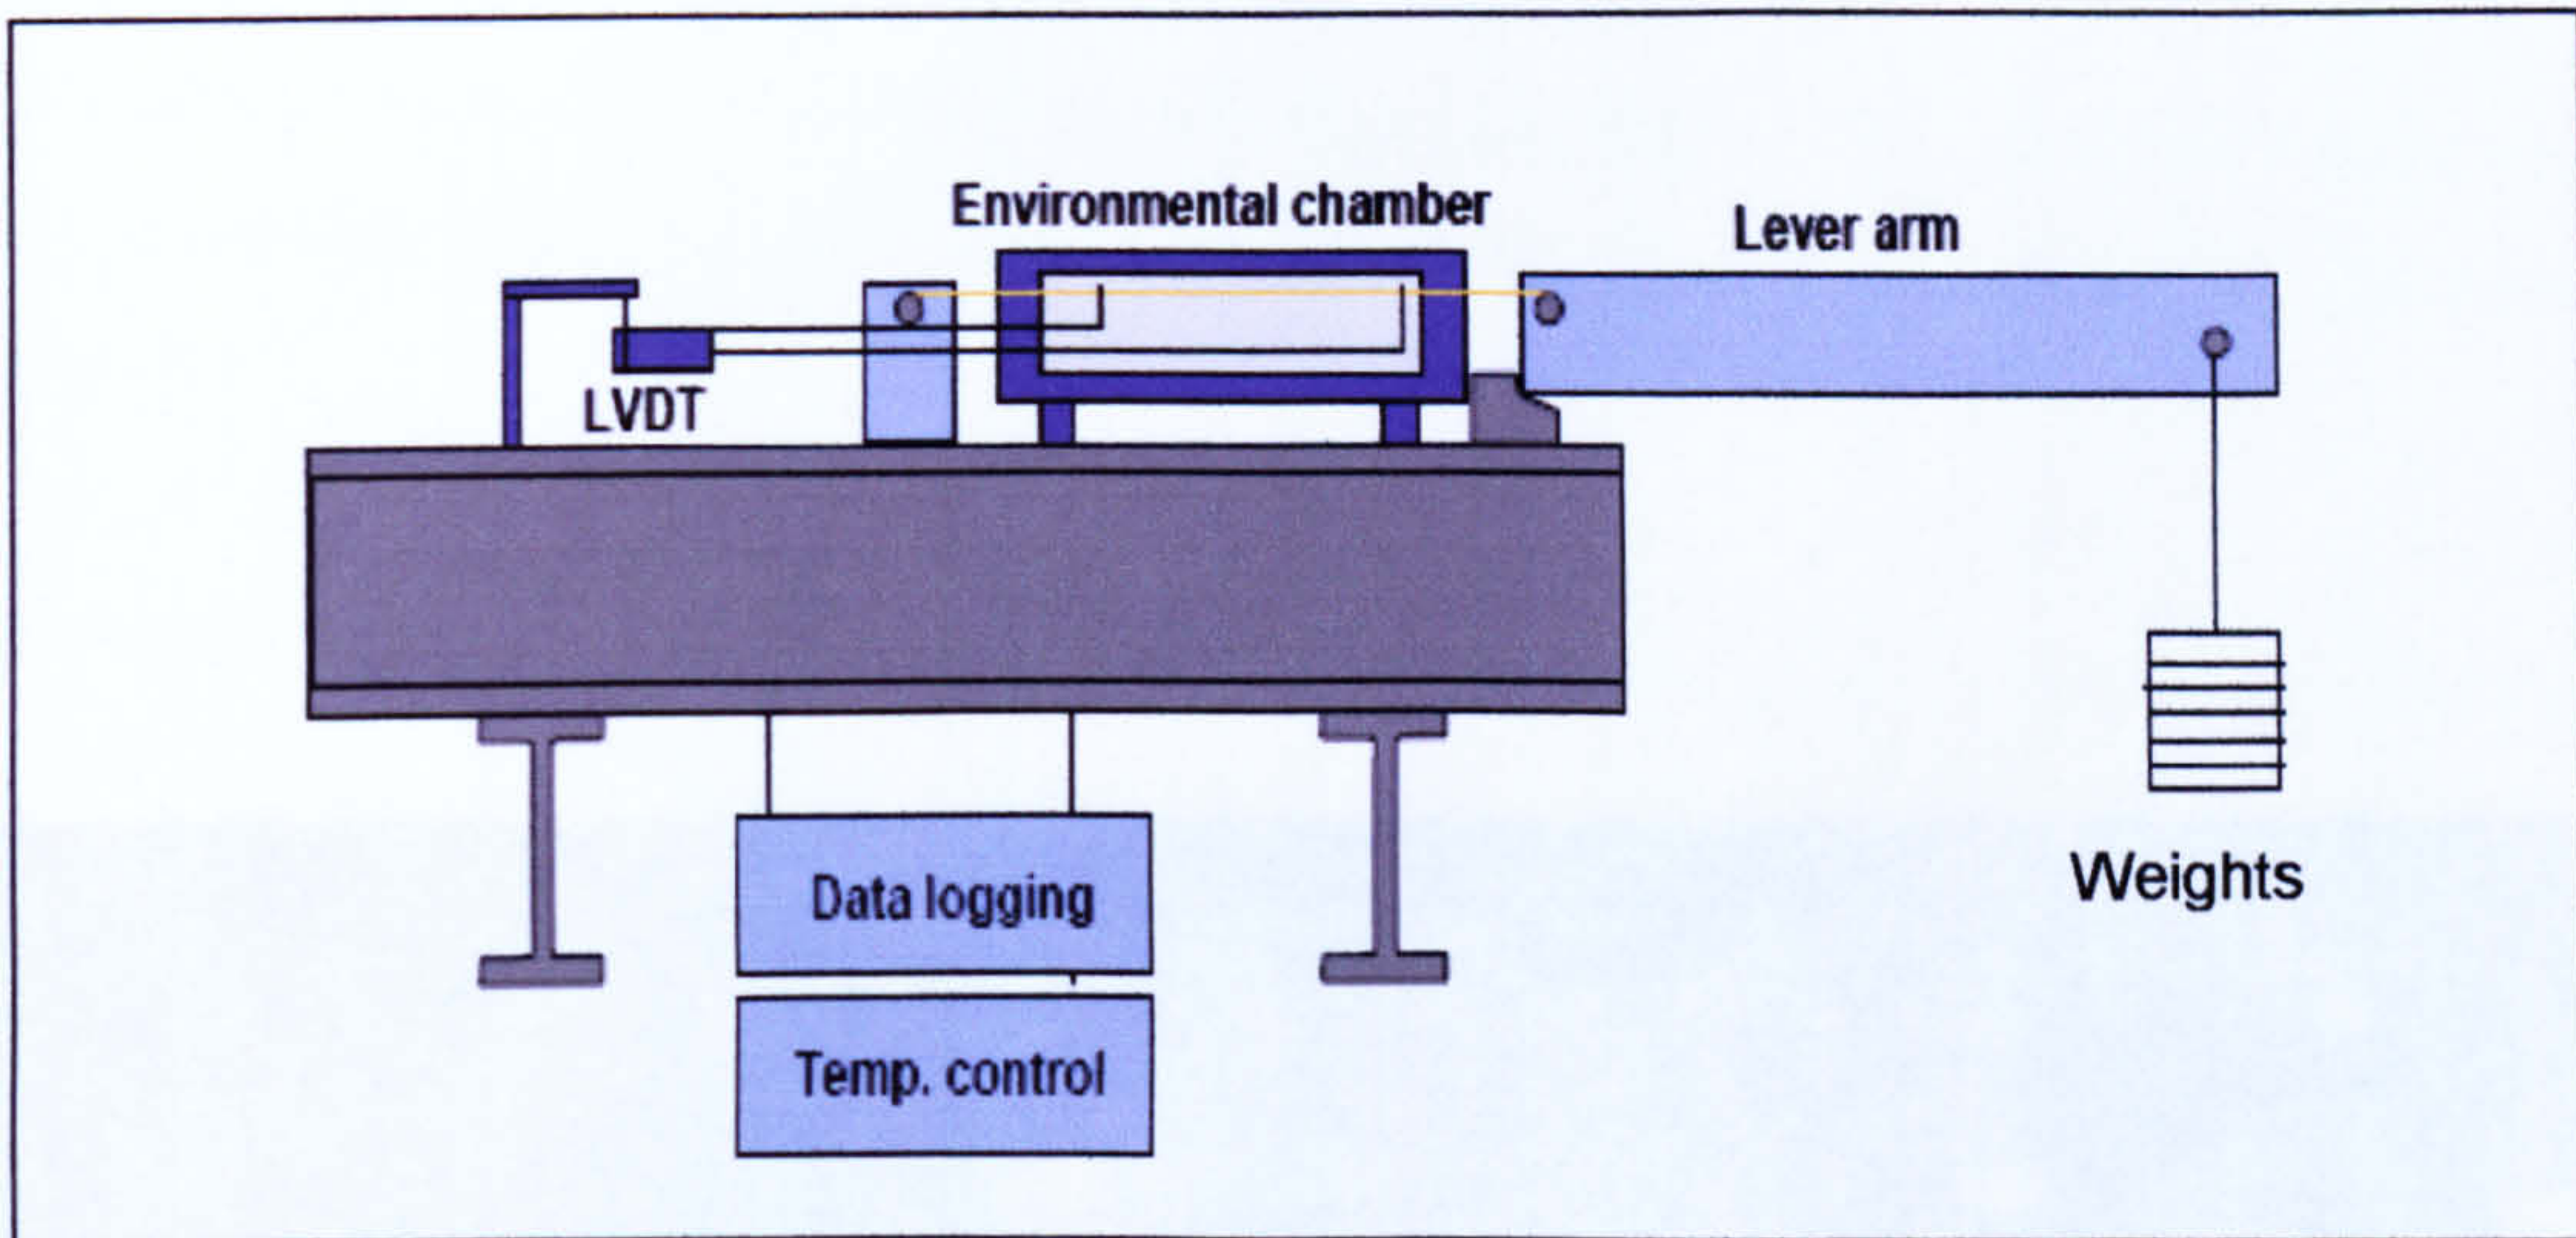 Environmental chamber
Lever arm
LVDT
Data logging
Temp. control
Weights